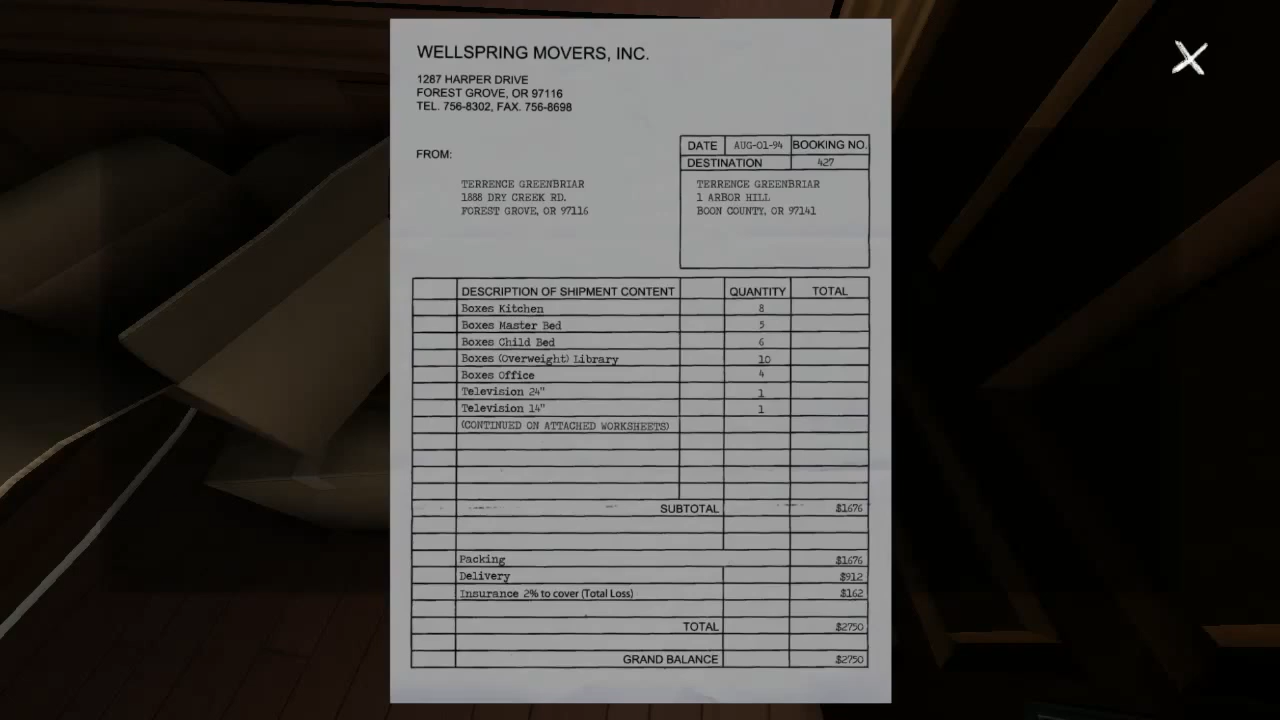 WELLSPRING MOVERS, INC.
1287 HARPER DRIVE
FOREST GROVE, OR 97116
TEL. 756-8302, FAX. 756-8698
DATE AUG-01-94 BOOKING NO.
DESTINATION 427
FROM:
TERRENCE GREENBRIAR
1888 DRY CREEK RD.
FOREST GROVE, OR 97116
TERRENCE GREENBRIAR
1 ARBOR HILL
BOON COUNTY, OR 97141
DESCRIPTION OF SHIPMENT CONTENT QUANTITY TOTAL
Boxes Kitchen 8
Boxes Master Bed 5
Boxes Child Bed 6
Boxes (Overweight) Library 10
Boxes Office 4
Television 24" 1
Television 14" 1
(CONTINUED ON ATTACHED WORKSHEETS)
SUBTOTAL $1676
Packing $1676
Delivery $912
Insurance 2% to cover (Total Loss) $162
TOTAL $2750
GRAND BALANCE $2750